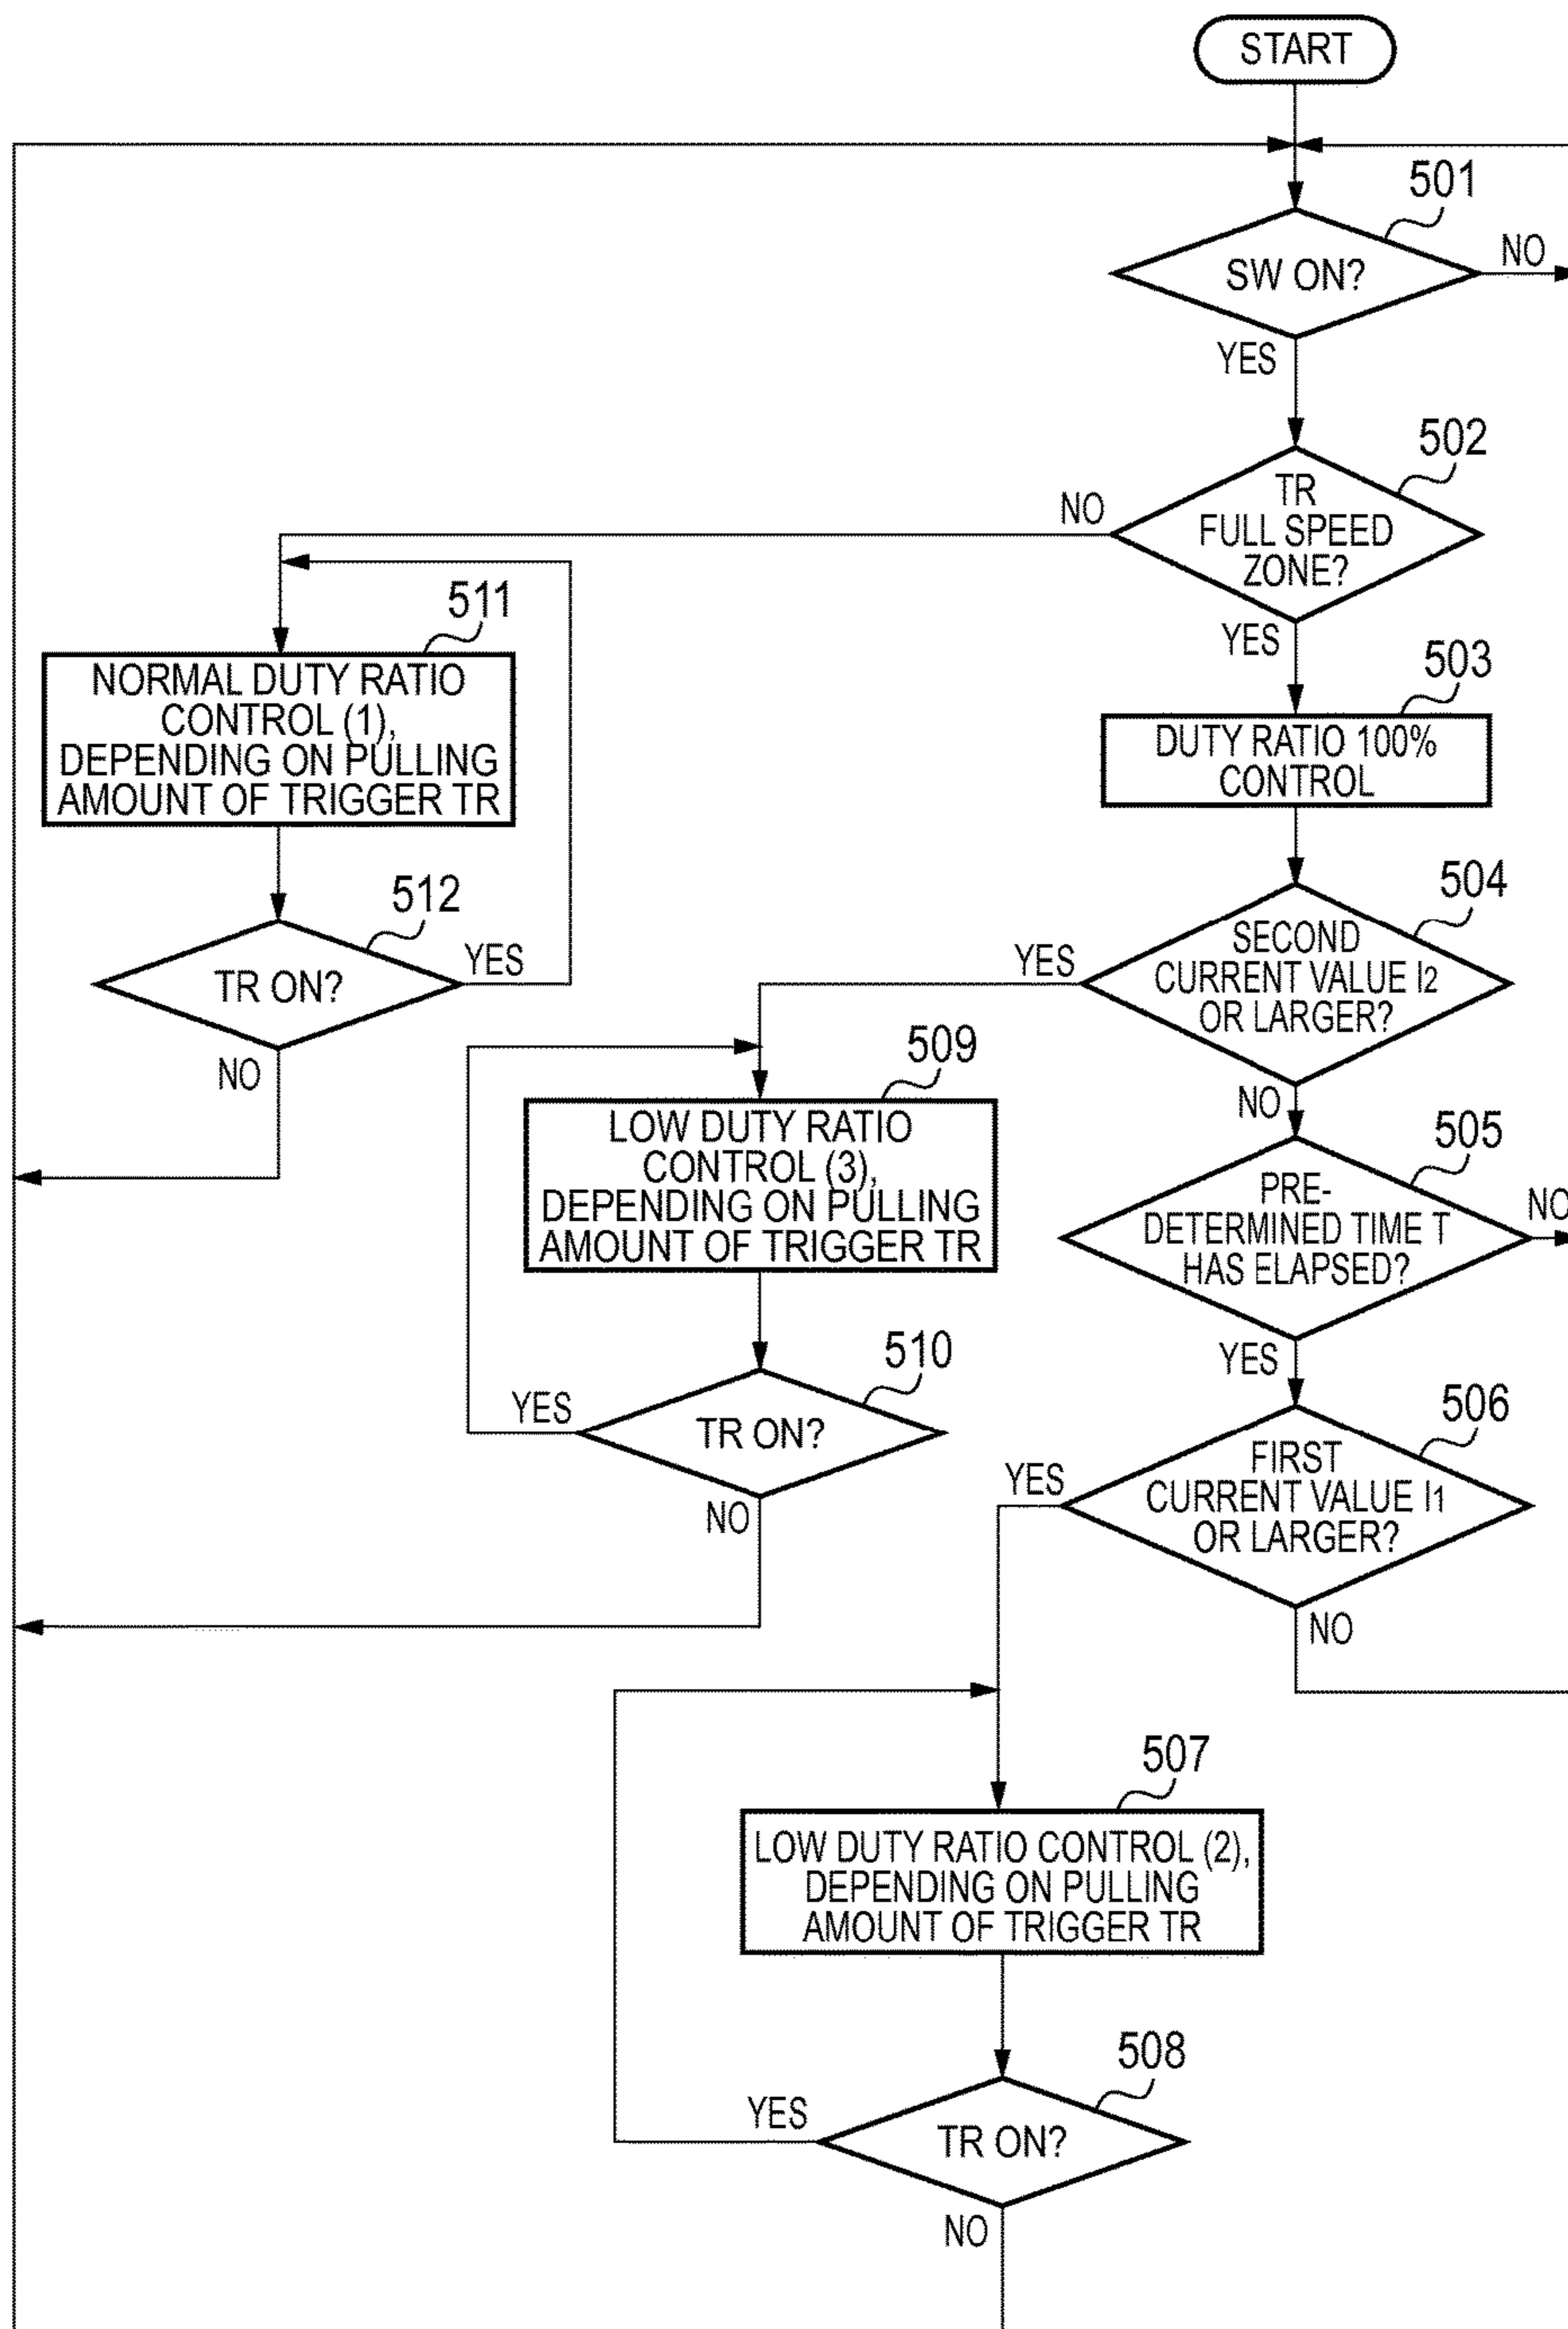 START
501
SW ON?
NO
YES
502
TR
FULL SPEED
ZONE?
NO
YES
511
NORMAL DUTY RATIO
CONTROL (1),
DEPENDING ON PULLING
AMOUNT OF TRIGGER TR
503
DUTY RATIO 100%
CONTROL
512
TR ON?
YES
NO
504
SECOND
CURRENT VALUE I2
OR LARGER?
YES
NO
509
LOW DUTY RATIO
CONTROL (3),
DEPENDING ON PULLING
AMOUNT OF TRIGGER TR
505
PRE-
DETERMINED TIME T
HAS ELAPSED?
NO
YES
510
TR ON?
YES
NO
506
FIRST
CURRENT VALUE I1
OR LARGER?
YES
NO
507
LOW DUTY RATIO CONTROL (2),
DEPENDING ON PULLING
AMOUNT OF TRIGGER TR
508
TR ON?
YES
NO